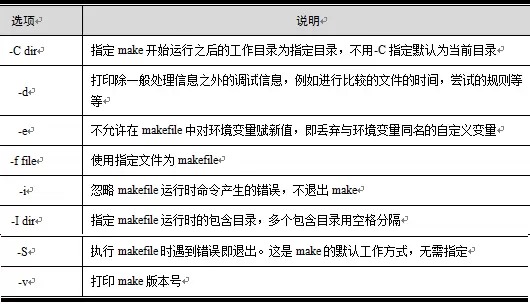 选项 说明
-C dir 指定 make 开始运行之后的工作目录为指定目录，不用-C 指定默认为当前目录
-d 打印除一般处理信息之外的调试信息，例如进行比较的文件的时间，尝试的规则等
等
-e 不允许在 makefile 中对环境变量赋新值，即丢弃与环境变量同名的自定义变量
-f file 使用指定文件为 makefile
-i 忽略 makefile 运行时命令产生的错误，不退出 make
-I dir 指定 makefile 运行时的包含目录，多个包含目录用空格分隔
-S 执行 makefile 时遇到错误即退出。这是 make 的默认工作方式，无需指定
-v 打印 make 版本号